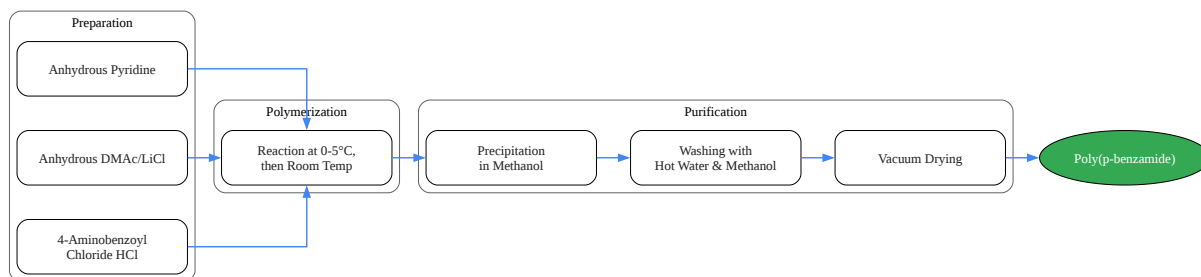 Preparation
Anhydrous Pyridine
Anhydrous DMAc/LiCl
4-Aminobenzoyl
Chloride HCl
Polymerization
Reaction at 0-5°C,
then Room Temp
Purification
Precipitation
in Methanol
Washing with
Hot Water & Methanol
Vacuum Drying
Poly(p-benzamide)